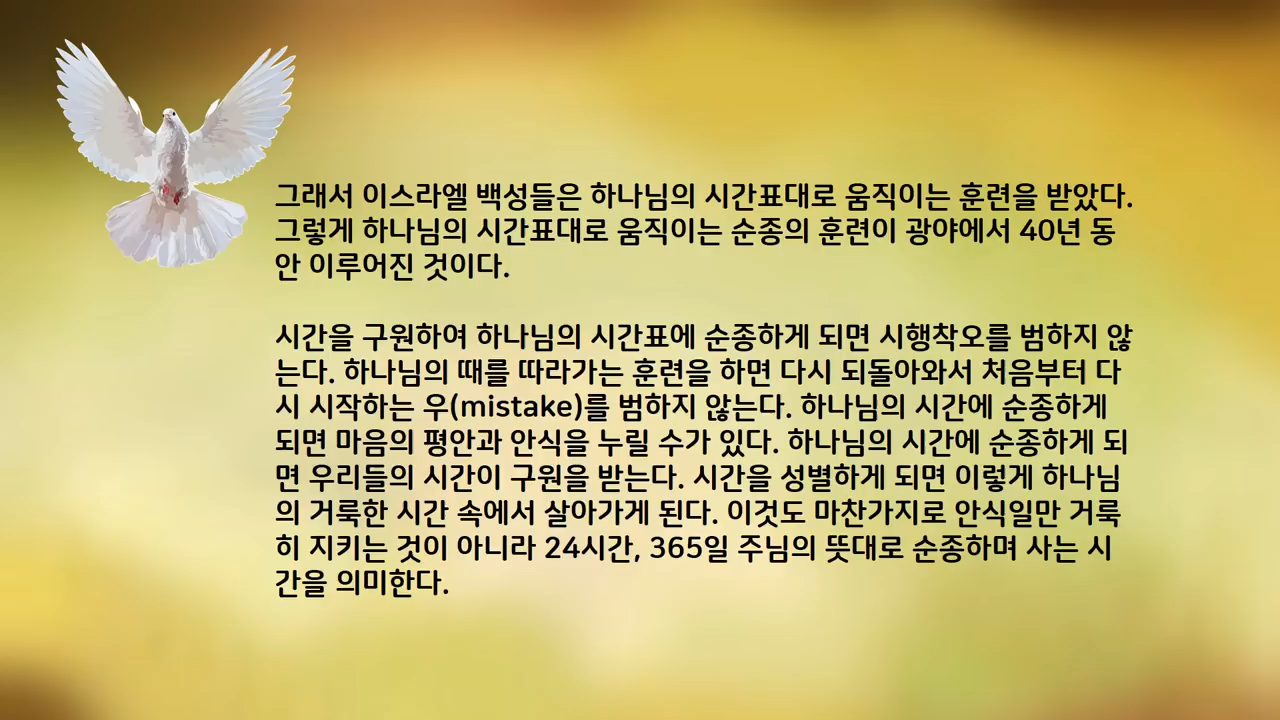 그래서 이스라엘 백성들은 하나님의 시간표대로 움직이는 훈련을 받았다.
그렇게 하나님의 시간표대로 움직이는 순종의 훈련이 광야에서 40년 동
안 이루어진 것이다.
시간을 구원하여 하나님의 시간표에 순종하게 되면 시행착오를 범하지 않
는다. 하나님의 때를 따라가는 훈련을 하면 다시 되돌아와서 처음부터 다
시 시작하는 우(mistake)를 범하지 않는다. 하나님의 시간에 순종하게
되면 마음의 평안과 안식을 누릴 수가 있다. 하나님의 시간에 순종하게 되
면 우리들의 시간이 구원을 받는다. 시간을 성별하게 되면 이렇게 하나님
의 거룩한 시간 속에서 살아가게 된다. 이것도 마찬가지로 안식일만 거룩
히 지키는 것이 아니라 24시간, 365일 주님의 뜻대로 순종하며 사는 시
간을 의미한다.